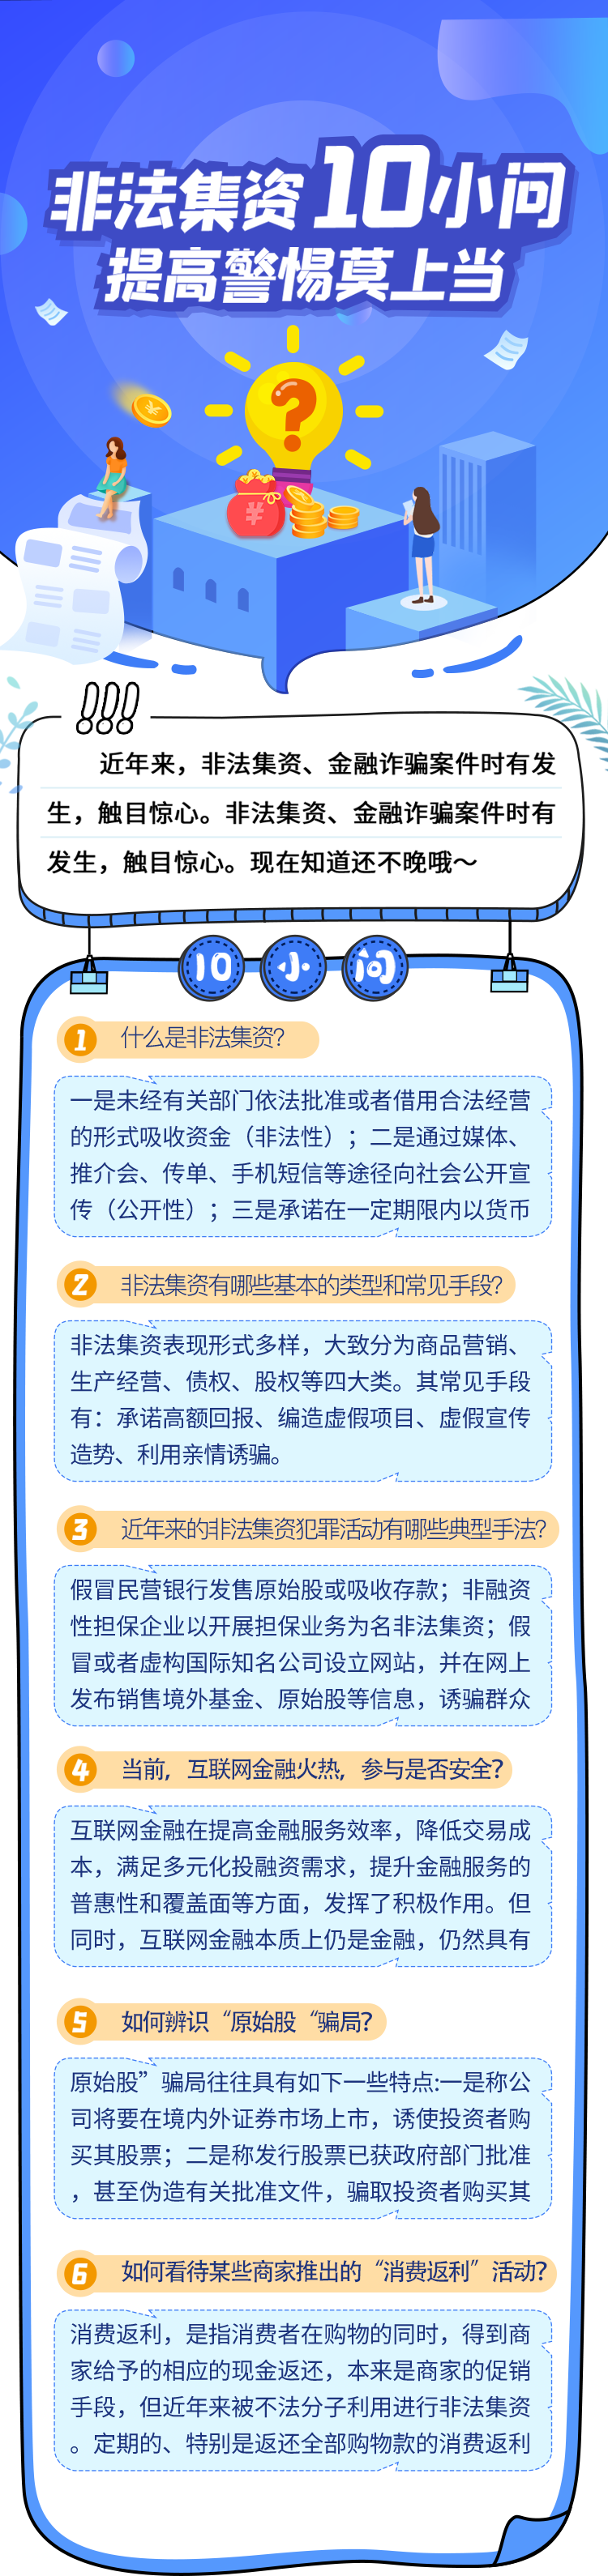 非法集资10小问
提高警惕莫上当
近年来，非法集资、金融诈骗案件时有发
生，触目惊心。非法集资、金融诈骗案件时有
发生，触目惊心。现在知道还不晚哦～
10小问
1 什么是非法集资？
一是未经有关部门依法批准或者借用合法经营
的形式吸收资金（非法性）；二是通过媒体、
推介会、传单、手机短信等途径向社会公开宣
传（公开性）；三是承诺在一定期限内以货币
2 非法集资有哪些基本的类型和常见手段？
非法集资表现形式多样，大致分为商品营销、
生产经营、债权、股权等四大类。其常见手段
有：承诺高额回报、编造虚假项目、虚假宣传
造势、利用亲情诱骗。
3 近年来的非法集资犯罪活动有哪些典型手法？
假冒民营银行发售原始股或吸收存款；非融资
性担保企业以开展担保业务为名非法集资；假
冒或者虚构国际知名公司设立网站，并在网上
发布销售境外基金、原始股等信息，诱骗群众
4 当前，互联网金融火热，参与是否安全？
互联网金融在提高金融服务效率，降低交易成
本，满足多元化投融资需求，提升金融服务的
普惠性和覆盖面等方面，发挥了积极作用。但
同时，互联网金融本质上仍是金融，仍然具有
5 如何辨识“原始股“骗局？
原始股”骗局往往具有如下一些特点:一是称公
司将要在境内外证券市场上市，诱使投资者购
买其股票；二是称发行股票已获政府部门批准
，甚至伪造有关批准文件，骗取投资者购买其
6 如何看待某些商家推出的“消费返利”活动？
消费返利，是指消费者在购物的同时，得到商
家给予的相应的现金返还，本来是商家的促销
手段，但近年来被不法分子利用进行非法集资
。定期的、特别是返还全部购物款的消费返利